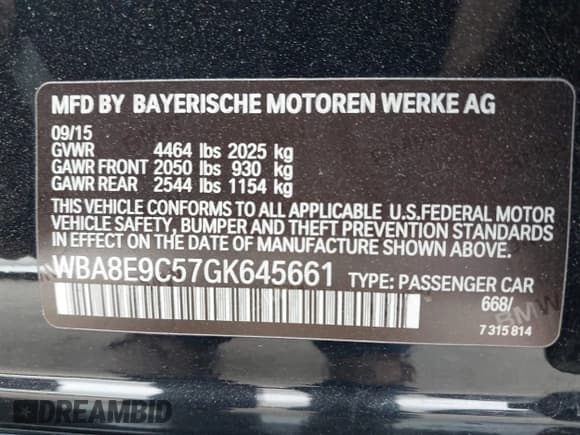 MFD BY BAYERISCHE MOTOREN WERKE AG
09/15
GVWR 4464 lbs 2025 kg
GAWR FRONT 2050 lbs 930 kg
GAWR REAR 2544 lbs 1154 kg
THIS VEHICLE CONFORMS TO ALL APPLICABLE U.S.FEDERAL MOTOR
VEHICLE SAFETY, BUMPER AND THEFT PREVENTION STANDARDS
IN EFFECT ON THE DATE OF MANUFACTURE SHOWN ABOVE.
WBA8E9C57GK645661 TYPE: PASSENGER CAR
668/
7 315 814
BMW
DREAMBID